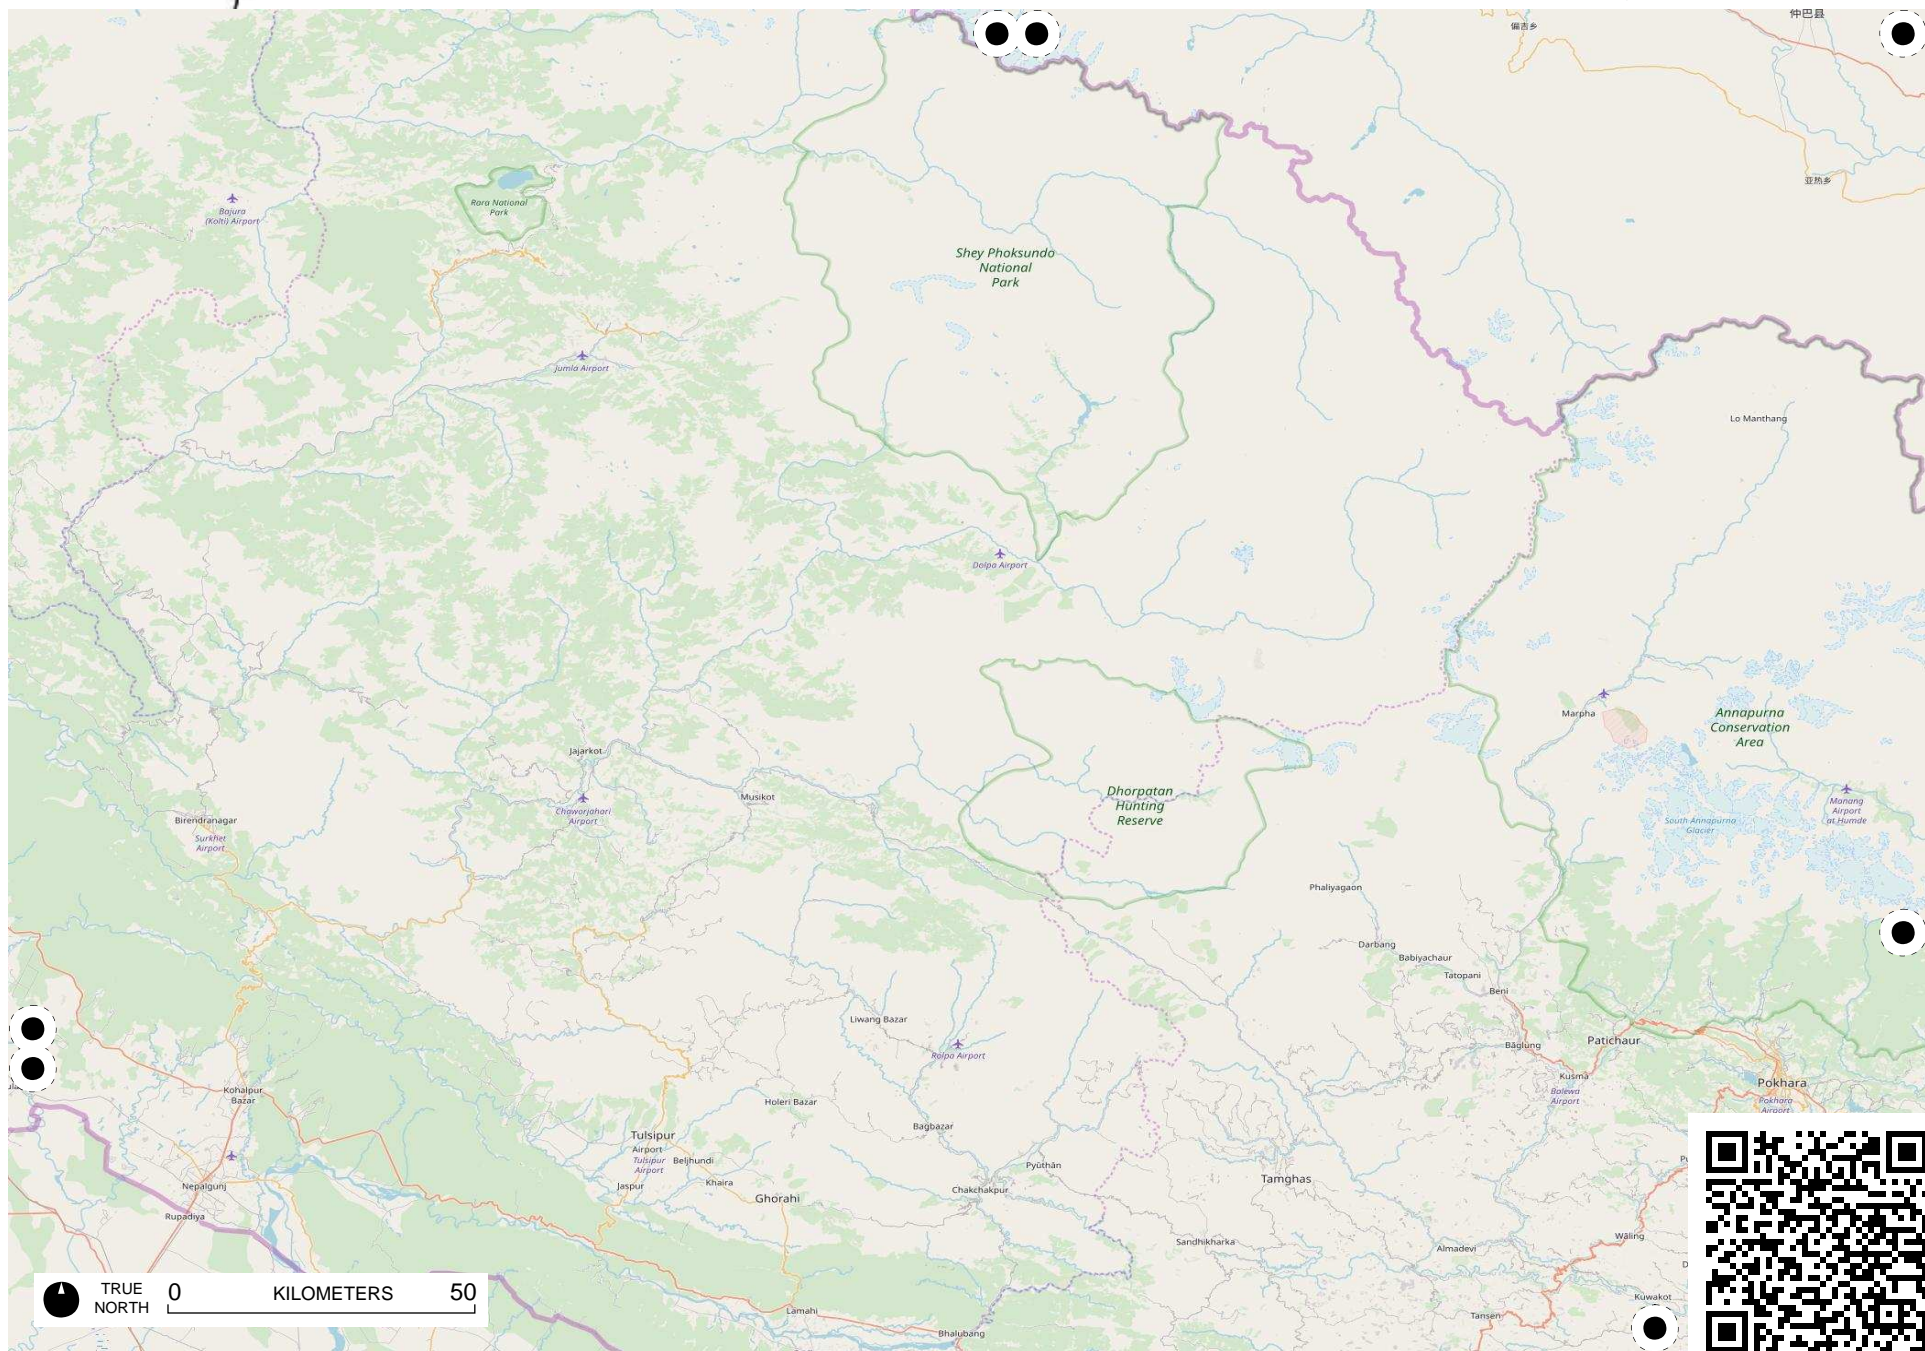 偏吉乡
仲巴县
亚热乡
Rara National
Park
Bajura
(Kolti) Airport
Shey Phoksundo
National
Park
Jumla Airport
Lo Manthang
Dolpa Airport
Marpha
Annapurna
Conservation
Area
Jajarkot
Musikot
Dhorpatan
Hunting
Reserve
Chaurjahari
Airport
Manang
Airport
at Humde
Birendranagar
South Annapurna
Glacier
Surkhet
Airport
Phaliyagaon
Darbang
Babiyachaur
Tatopani
Beni
Liwang Bazar
Rolpa Airport
Bāglung
Patichaur
Kusma
Balewa
Airport
Pokhara
Pokhara
Airport
Kohalpur
Bazar
Holeri Bazar
Bagbazar
Tulsipur
Airport
Tulsipur
Airport
Beljhundi
Pyūthān
Jaspur
Khaira
Ghorahi
Chakchakpur
Tamghas
Nepalgunj
Rupadiya
Sandhikharka
Almadevi
Wāling
TRUE
NORTH
0 KILOMETERS 50
Lamahi
Bhalubang
Kuwakot
Tansen